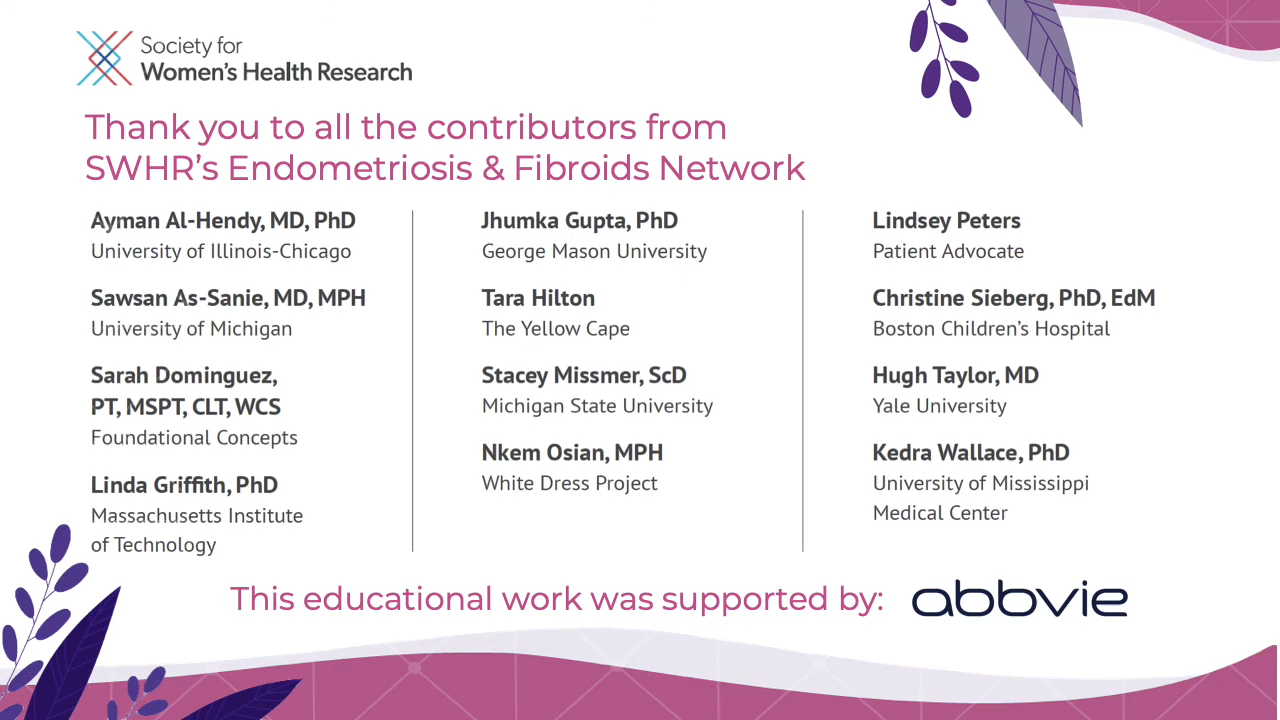 Society for
Women's Health Research
Thank you to all the contributors from
SWHR's Endometriosis & Fibroids Network
Ayman Al-Hendy, MD, PhD
University of Illinois-Chicago
Sawsan As-Sanie, MD, MPH
University of Michigan
Sarah Dominguez,
PT, MSPT, CLT, WCS
Foundational Concepts
Linda Griffith, PhD
Massachusetts Institute
of Technology
Jhumka Gupta, PhD
George Mason University
Tara Hilton
The Yellow Cape
Stacey Missmer, ScD
Michigan State University
Nkem Osian, MPH
White Dress Project
Lindsey Peters
Patient Advocate
Christine Sieberg, PhD, EdM
Boston Children's Hospital
Hugh Taylor, MD
Yale University
Kedra Wallace, PhD
University of Mississippi
Medical Center
This educational work was supported by:
abbvie